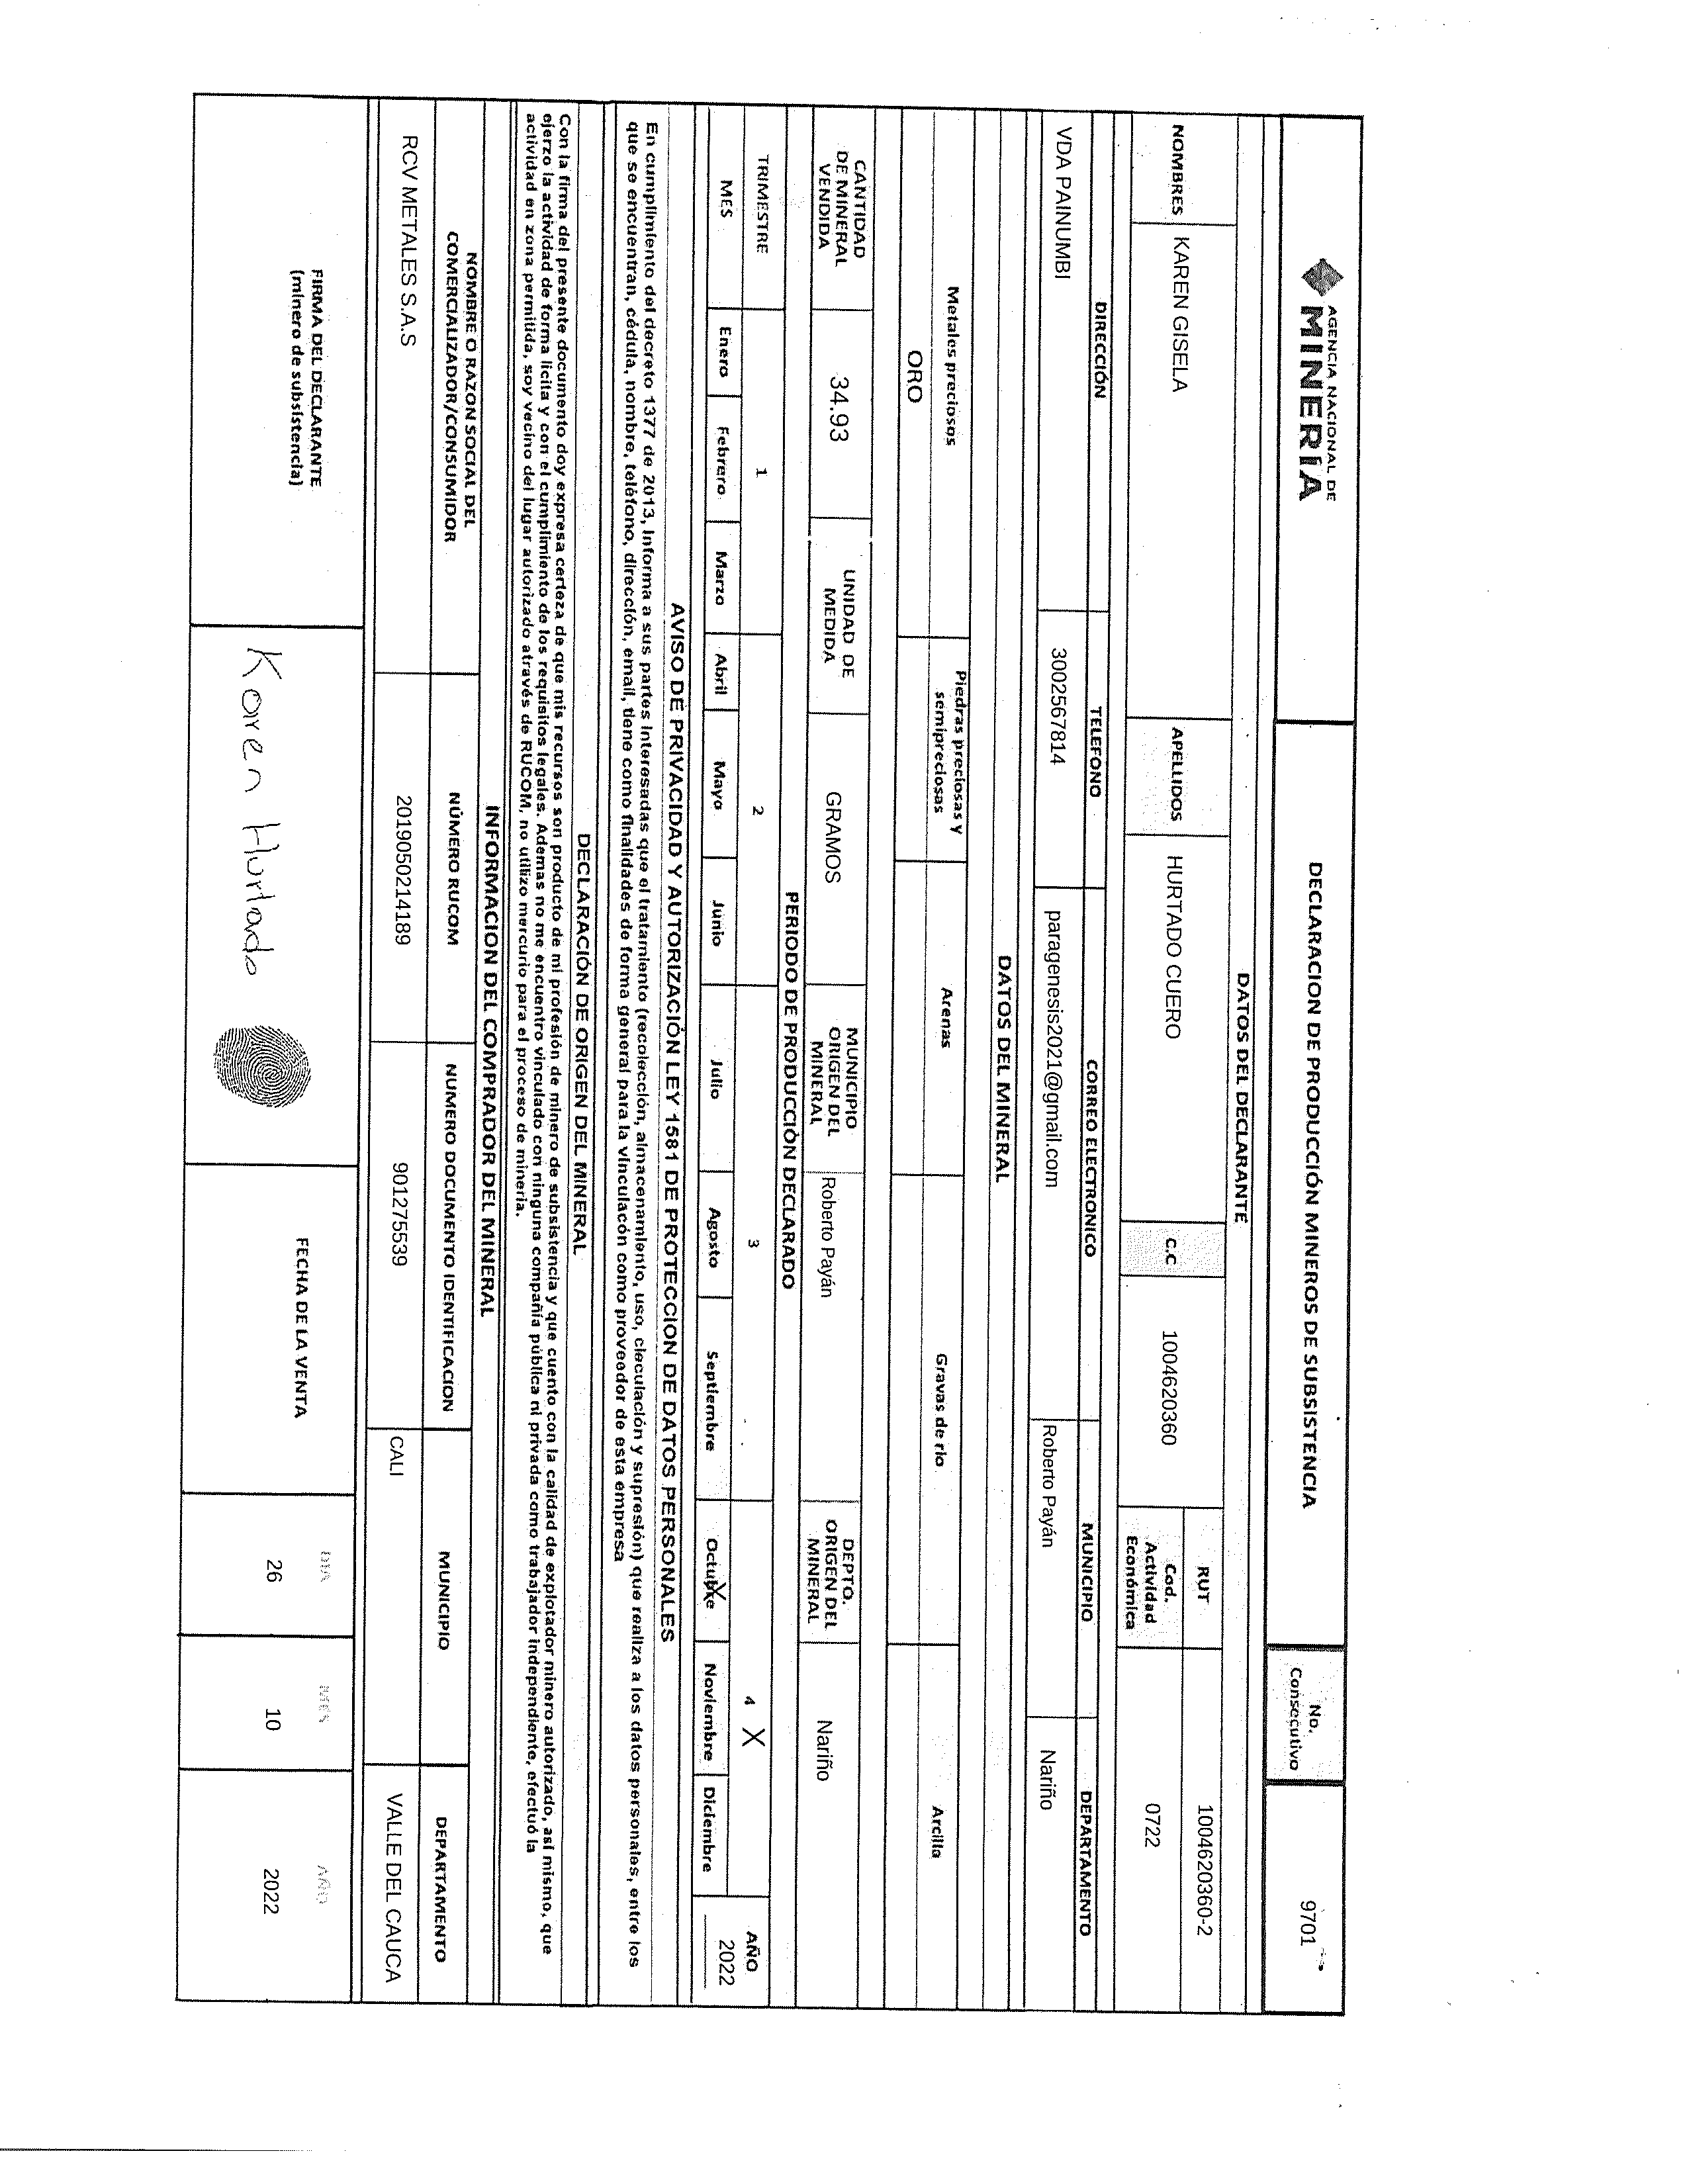 AGENCIA NACIONAL DE
MINERÍA
DECLARACION DE PRODUCCIÓN MINEROS DE SUBSISTENCIA
No.
Consecutivo
9701
DATOS DEL DECLARANTE
NOMBRES
KAREN GISELA
APELLIDOS
HURTADO CUERO
C.C
1004620360
RUT
1004620360-2
Cod.
Actividad
Económica
0722
DIRECCIÓN
TELEFONO
CORREO ELECTRONICO
MUNICIPIO
DEPARTAMENTO
VDA PAINUMBI
3002567814
paragenesis2021@gmail.com
Roberto Payán
Nariño
DATOS DEL MINERAL
Metales preciosos
Piedras preciosas y
semipreciosas
Arenas
Gravas de rio
Arcilla
ORO
CANTIDAD
DE MINERAL
VENDIDA
34.93
UNIDAD DE
MEDIDA
GRAMOS
MUNICIPIO
ORIGEN DEL
MINERAL
Roberto Payán
DEPTO.
ORIGEN DEL
MINERAL
Nariño
PERIODO DE PRODUCCIÓN DECLARADO
TRIMESTRE
1
2
3
4 X
AÑO
2022
MES
Enero
Febrero
Marzo
Abril
Mayo
Junio
Julio
Agosto
Septiembre
Octubre X
Noviembre
Diciembre
AVISO DE PRIVACIDAD Y AUTORIZACIÓN LEY 1581 DE PROTECCION DE DATOS PERSONALES
En cumplimiento del decreto 1377 de 2013, Informa a sus partes interesadas que el tratamiento (recolección, almacenamiento, uso, cieculación y supresión) que realiza a los datos personales, entre los
que se encuentran, cédula, nombre, teléfono, dirección, email, tiene como finalidades de forma general para la vinculacón como proveedor de esta empresa
DECLARACIÓN DE ORIGEN DEL MINERAL
Con la firma del presente documento doy expresa certeza de que mis recursos son producto de mi profesión de minero de subsistencia y que cuento con la calidad de explotador minero autorizado, así mismo, que
ejerzo la actividad de forma licita y con el cumplimiento de los requisitos legales. Ademas no me encuentro vinculado con ninguna compañía pública ni privada como trabajador independiente, efectuó la
actividad en zona permitida, soy vecino del lugar autorizado através de RUCOM, no utilizo mercurio para el proceso de mineria.
INFORMACION DEL COMPRADOR DEL MINERAL
NOMBRE O RAZON SOCIAL DEL
COMERCIALIZADOR/CONSUMIDOR
NÚMERO RUCOM
NUMERO DOCUMENTO IDENTIFICACION
MUNICIPIO
DEPARTAMENTO
RCV METALES S.A.S
2019050214189
901275539
CALI
VALLE DEL CAUCA
FIRMA DEL DECLARANTE
(minero de subsistencia)
Karen Hurtado
FECHA DE LA VENTA
DIA
MES
AÑO
26
10
2022